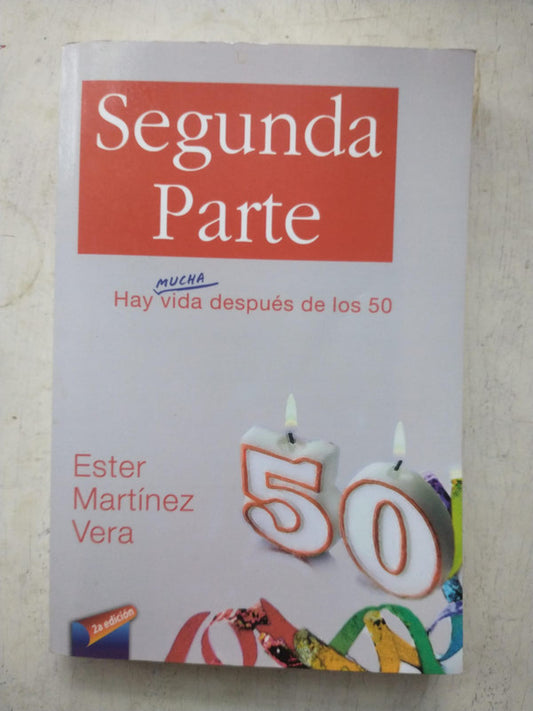 Segunda
Parte
MUCHA
Hay vida después de los 50
Ester
Martínez
Vera
50
2a edición